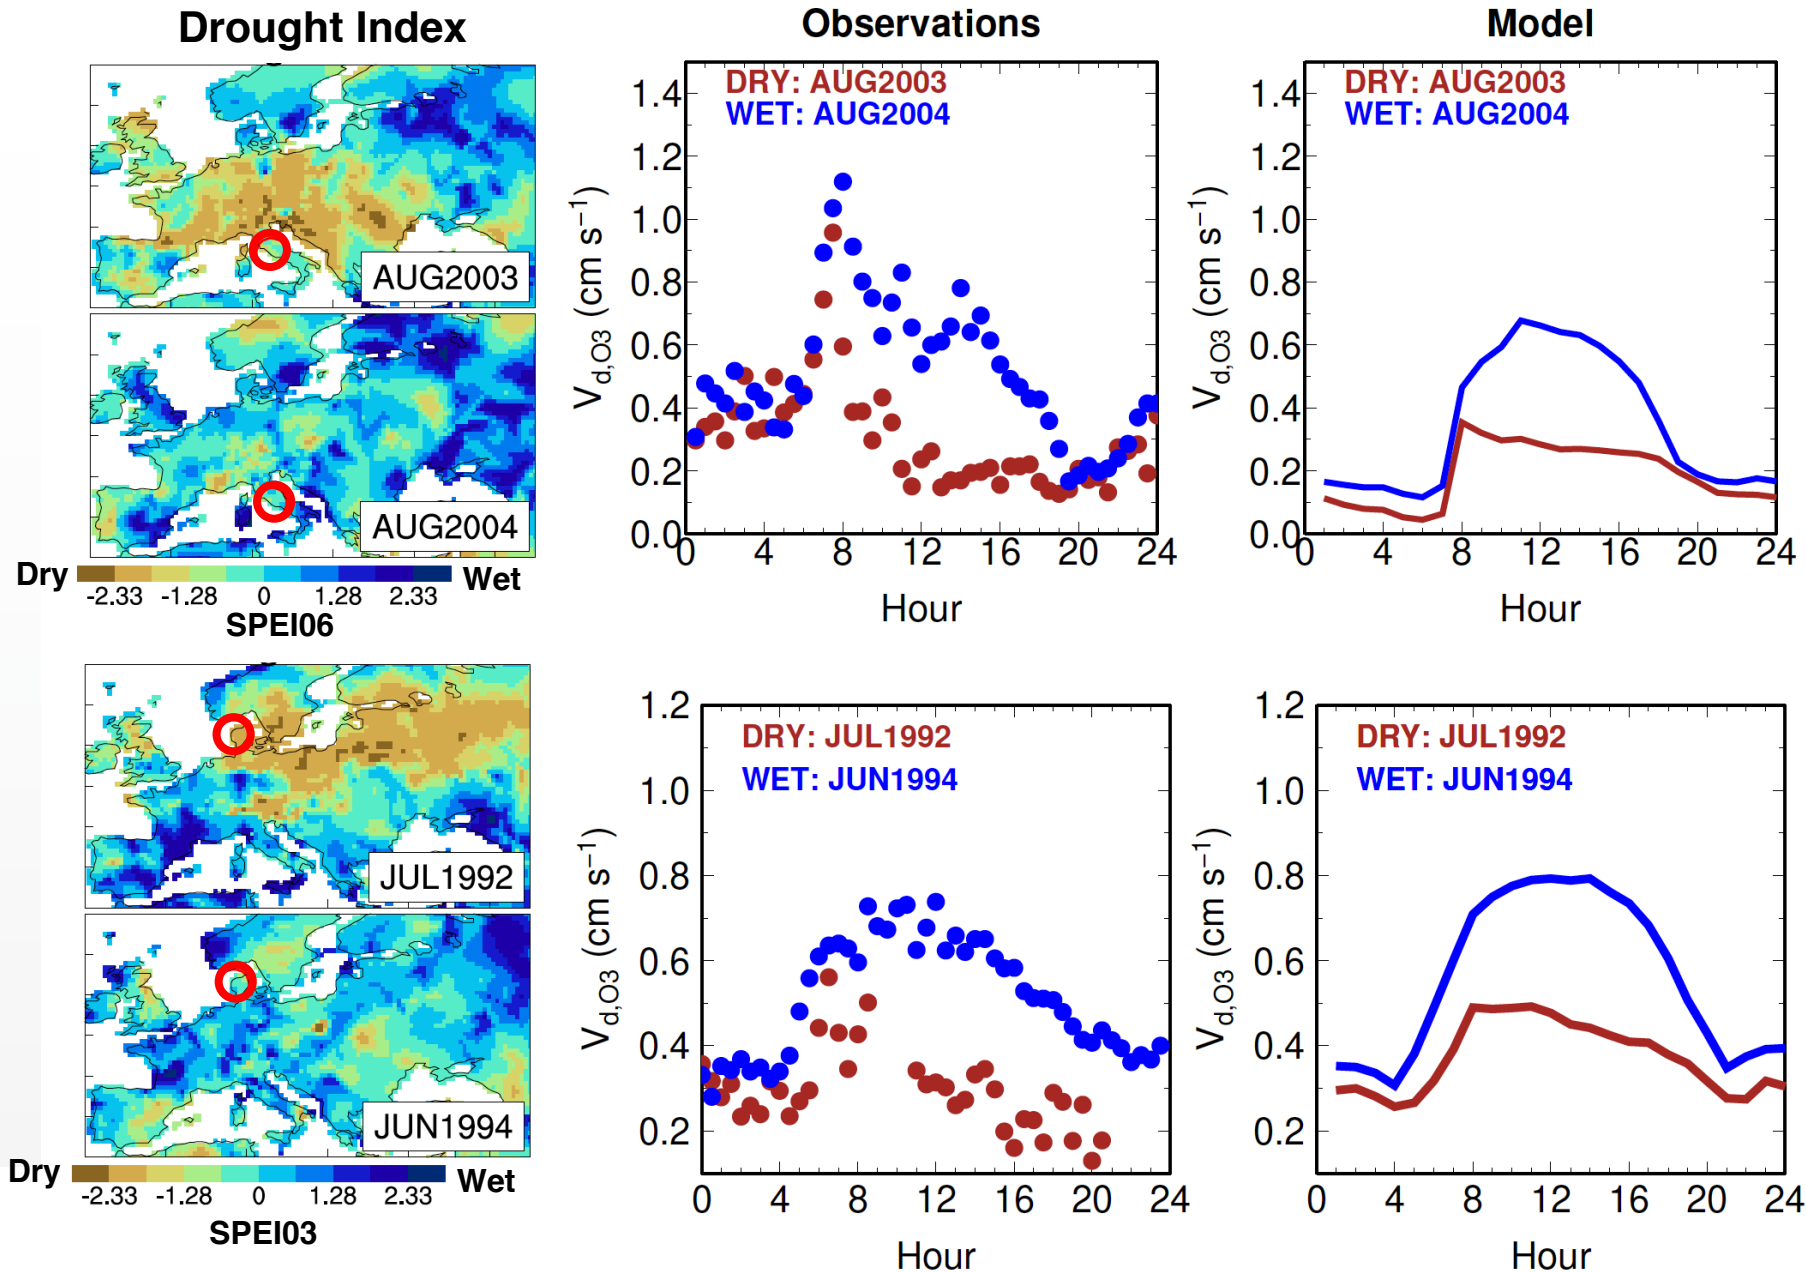 Drought Index
Observations
Model
AUG2003
AUG2004
Dry
Wet
-2.33 -1.28 0 1.28 2.33
SPEI06
DRY: AUG2003
WET: AUG2004
1.4
1.2
1.0
0.8
0.6
0.4
0.2
0.0
V d,O3 (cm s−1)
0 4 8 12 16 20 24
Hour
DRY: AUG2003
WET: AUG2004
1.4
1.2
1.0
0.8
0.6
0.4
0.2
0.0
V d,O3 (cm s−1)
0 4 8 12 16 20 24
Hour
JUL1992
JUN1994
Dry
Wet
-2.33 -1.28 0 1.28 2.33
SPEI03
DRY: JUL1992
WET: JUN1994
1.2
1.0
0.8
0.6
0.4
0.2
V d,O3 (cm s−1)
0 4 8 12 16 20 24
Hour
DRY: JUL1992
WET: JUN1994
1.2
1.0
0.8
0.6
0.4
0.2
V d,O3 (cm s−1)
0 4 8 12 16 20 24
Hour